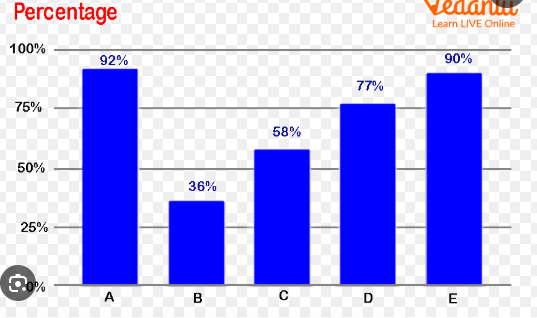 Percentage
Vedantu
Learn LIVE Online
100%
92%
90%
75%
77%
58%
50%
36%
25%
0%
A
B
C
D
E